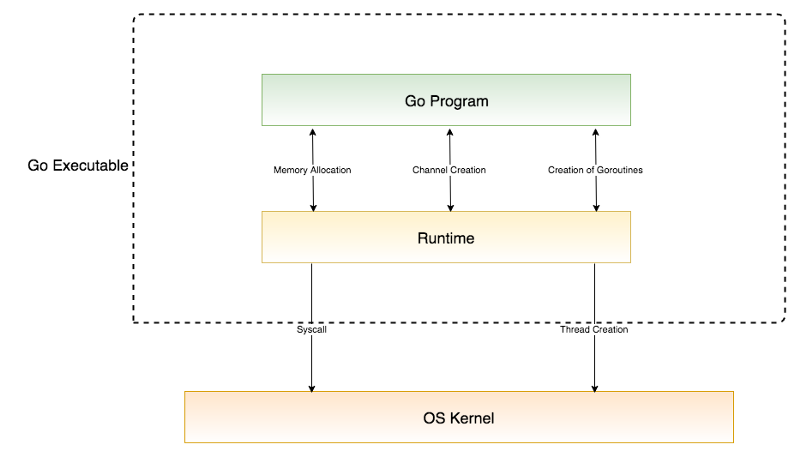 Go Program
Go Executable
Memory Allocation
Channel Creation
Creation of Goroutines
Runtime
Syscall
Thread Creation
OS Kernel